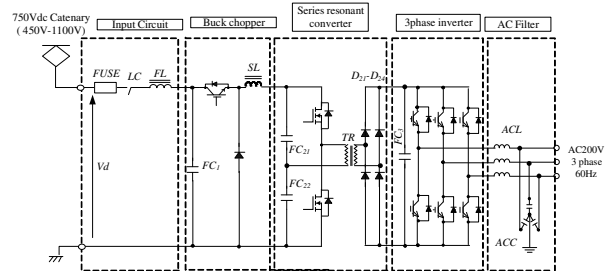 750Vdc Catenary
( 450V-1100V)
Input Circuit
Buck chopper
Series resonant
converter
3phase inverter
AC Filter
FUSE
LC
FL
SL
D21-D24
FC1
FC21
FC22
TR
FC3
ACL
ACC
Vd
AC200V
3 phase
60Hz